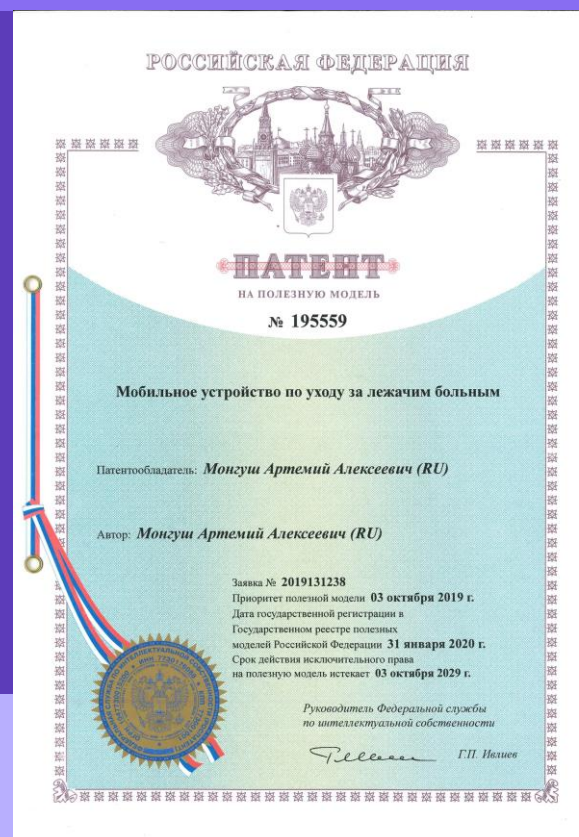 РОССИЙСКАЯ ФЕДЕРАЦИЯ
ПАТЕНТ
НА ПОЛЕЗНУЮ МОДЕЛЬ
№ 195559
Мобильное устройство по уходу за лежачим больным
Патентообладатель: Монгуш Артемий Алексеевич (RU)
Автор: Монгуш Артемий Алексеевич (RU)
Заявка № 2019131238
Приоритет полезной модели 03 октября 2019 г.
Дата государственной регистрации в
Государственном реестре полезных
моделей Российской Федерации 31 января 2020 г.
Срок действия исключительного права
на полезную модель истекает 03 октября 2029 г.
Руководитель Федеральной службы
по интеллектуальной собственности
Г.П. Ивлиев